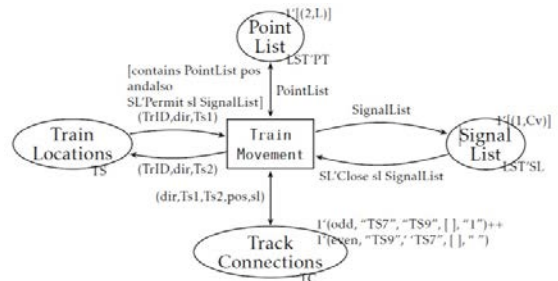 1'[(2,L)]
Point
List
LST'PT
[contains PointList pos
andalso
SL'Permit sl SignalList]
PointList
(TrID,dir,Ts1)
SignalList
1'[(1,Cv)]
Train
Locations
TS
Train
Movement
Signal
List
LST'SL
(TrID,dir,Ts2)
SL'Close sl SignalList
(dir,Ts1,Ts2,pos,sl)
1'(odd, "TS7", "TS9", [ ], "1")++
1'(even, "TS9",' 'TS7", [ ], " ")
Track
Connections
TC